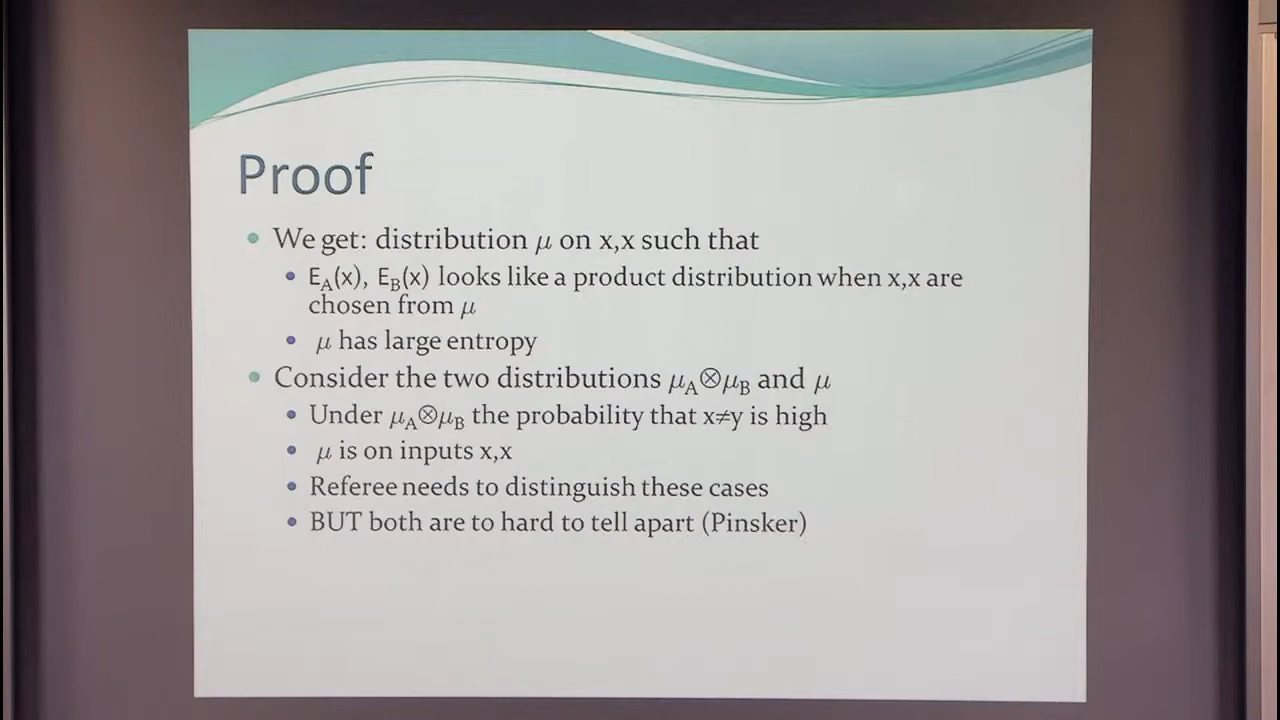 Proof
We get: distribution μ on x,x such that
E_A(x), E_B(x) looks like a product distribution when x,x are
chosen from μ
μ has large entropy
Consider the two distributions μ_A⊗μ_B and μ
Under μ_A⊗μ_B the probability that x≠y is high
μ is on inputs x,x
Referee needs to distinguish these cases
BUT both are to hard to tell apart (Pinsker)